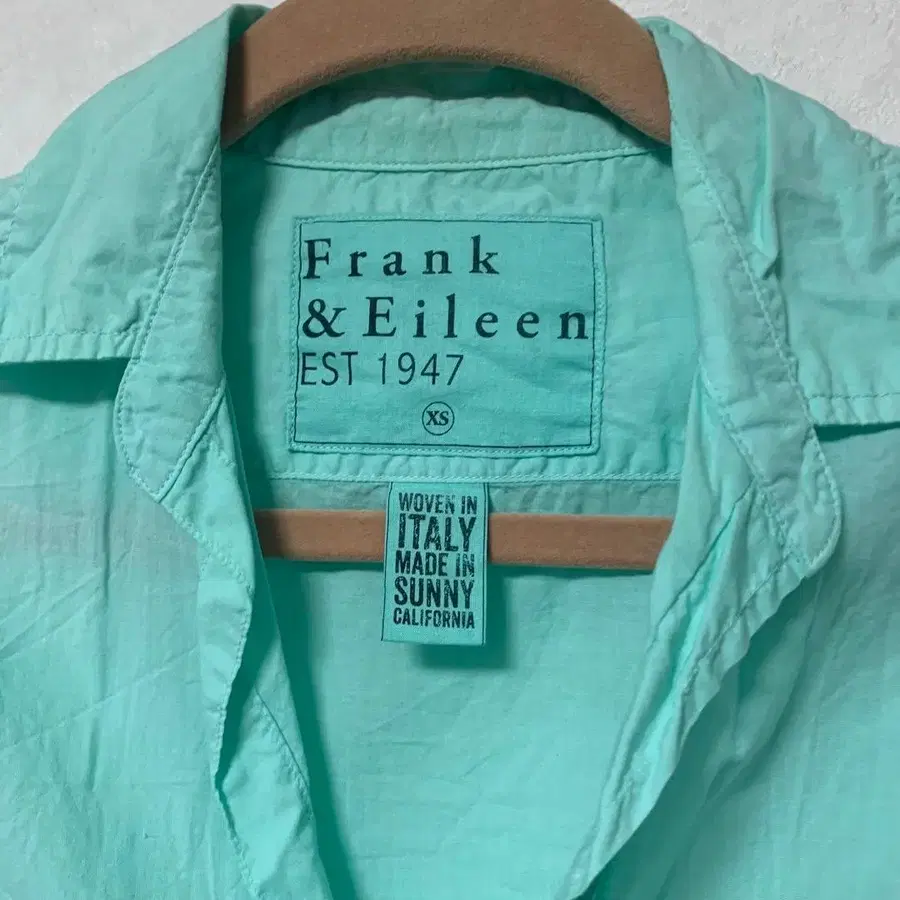 Frank
& Eileen
EST 1947
XS
WOVEN IN
ITALY
MADE IN
SUNNY
CALIFORNIA